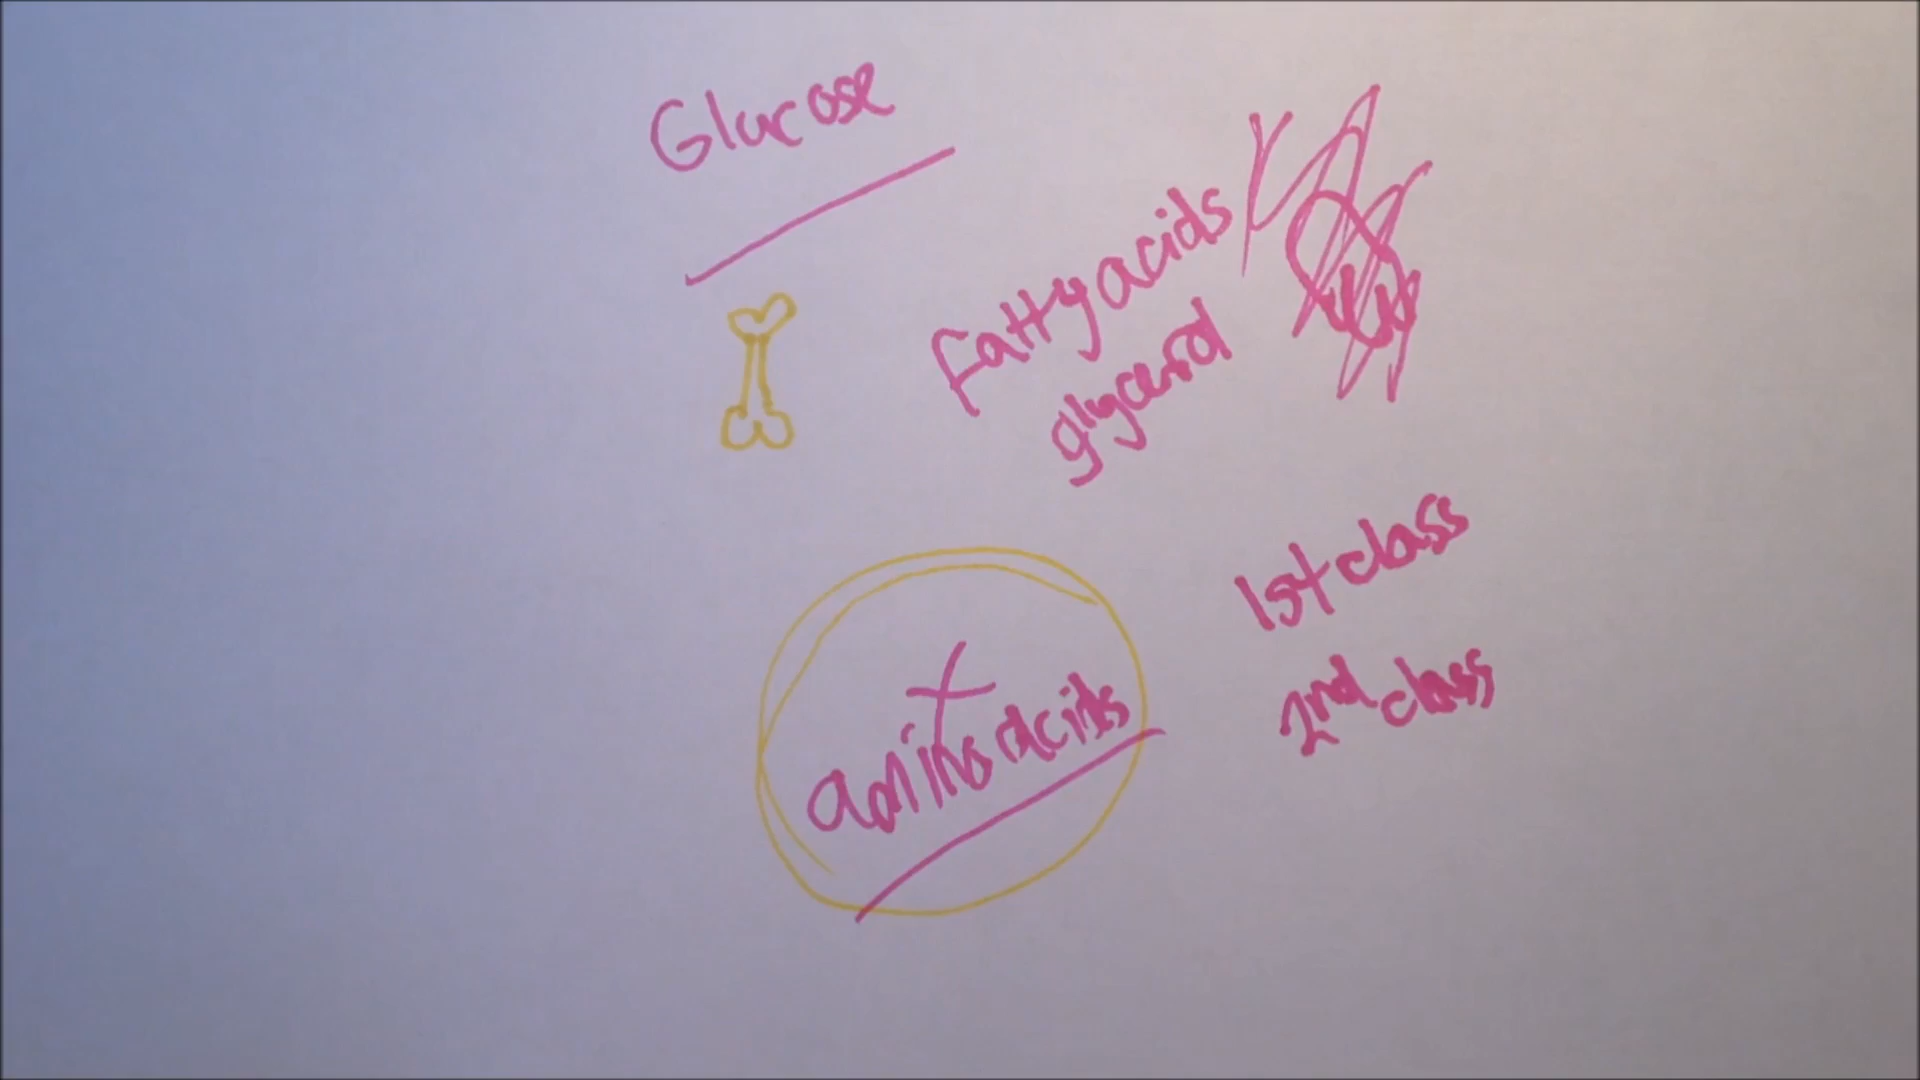 Glucose
Fatty acids
glycerol
1st class
2nd class
amino acids